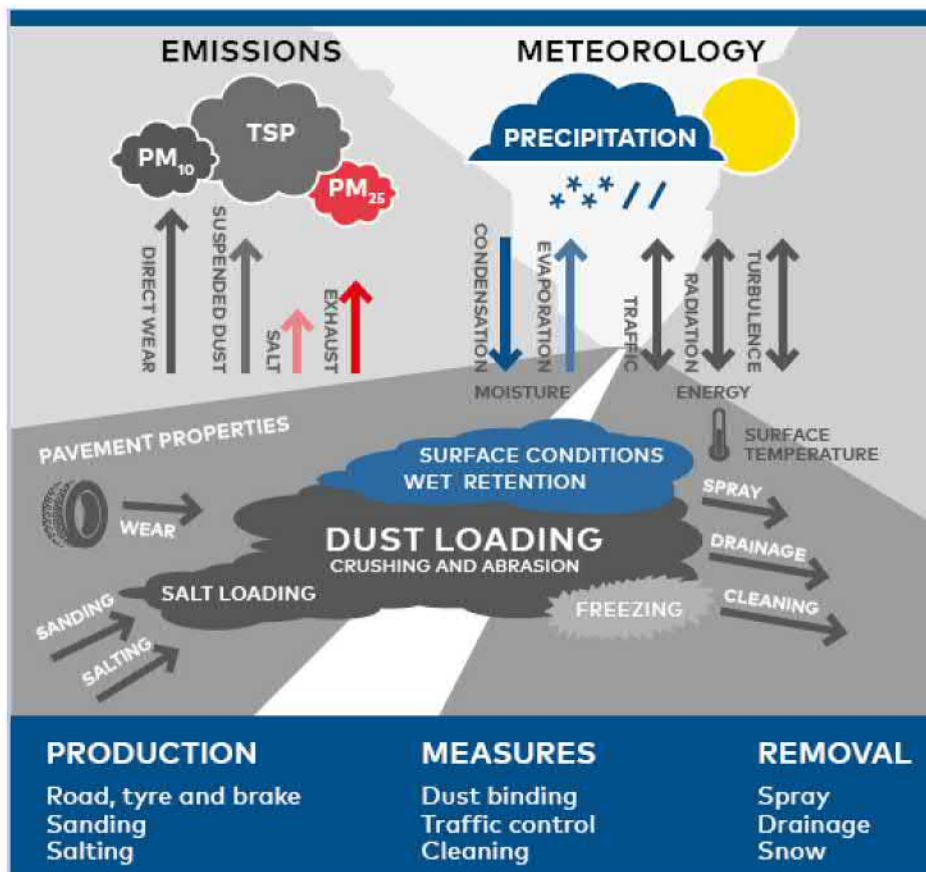 EMISSIONS
METEOROLOGY
TSP
PM10
PM25
PRECIPITATION
DIRECT WEAR
SUSPENDED DUST
SALT
EXHAUST
CONDENSATION
EVAPORATION
TRAFFIC
RADIATION
TURBULENCE
MOISTURE
ENERGY
PAVEMENT PROPERTIES
SURFACE
TEMPERATURE
SURFACE CONDITIONS
WET RETENTION
SPRAY
WEAR
DUST LOADING
CRUSHING AND ABRASION
DRAINAGE
SALT LOADING
FREEZING
CLEANING
SANDING
SALTING
PRODUCTION
Road, tyre and brake
Sanding
Salting
MEASURES
Dust binding
Traffic control
Cleaning
REMOVAL
Spray
Drainage
Snow